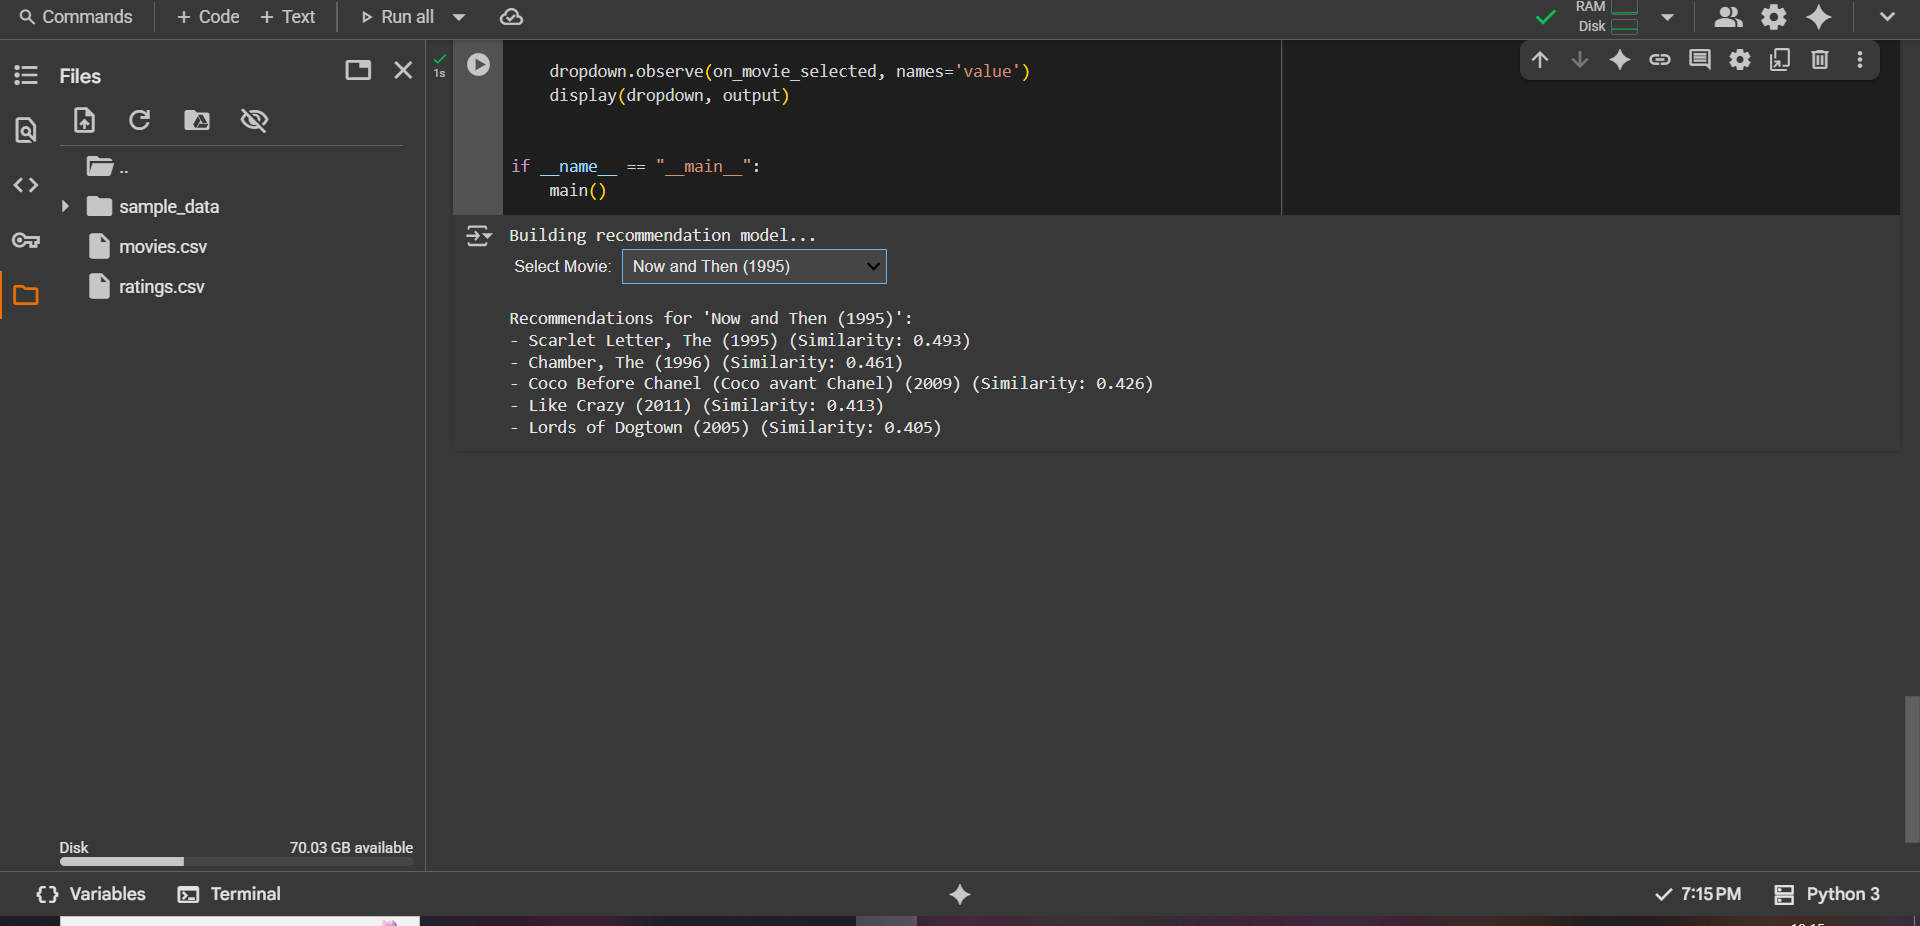 Commands
+ Code
+ Text
Run all
RAM
Disk
Files
..
sample_data
movies.csv
ratings.csv
Disk
70.03 GB available
1s
dropdown.observe(on_movie_selected, names='value')
display(dropdown, output)
if __name__ == "__main__":
main()
Building recommendation model...
Select Movie: Now and Then (1995)
Recommendations for 'Now and Then (1995)':
- Scarlet Letter, The (1995) (Similarity: 0.493)
- Chamber, The (1996) (Similarity: 0.461)
- Coco Before Chanel (Coco avant Chanel) (2009) (Similarity: 0.426)
- Like Crazy (2011) (Similarity: 0.413)
- Lords of Dogtown (2005) (Similarity: 0.405)
Variables
Terminal
7:15 PM
Python 3